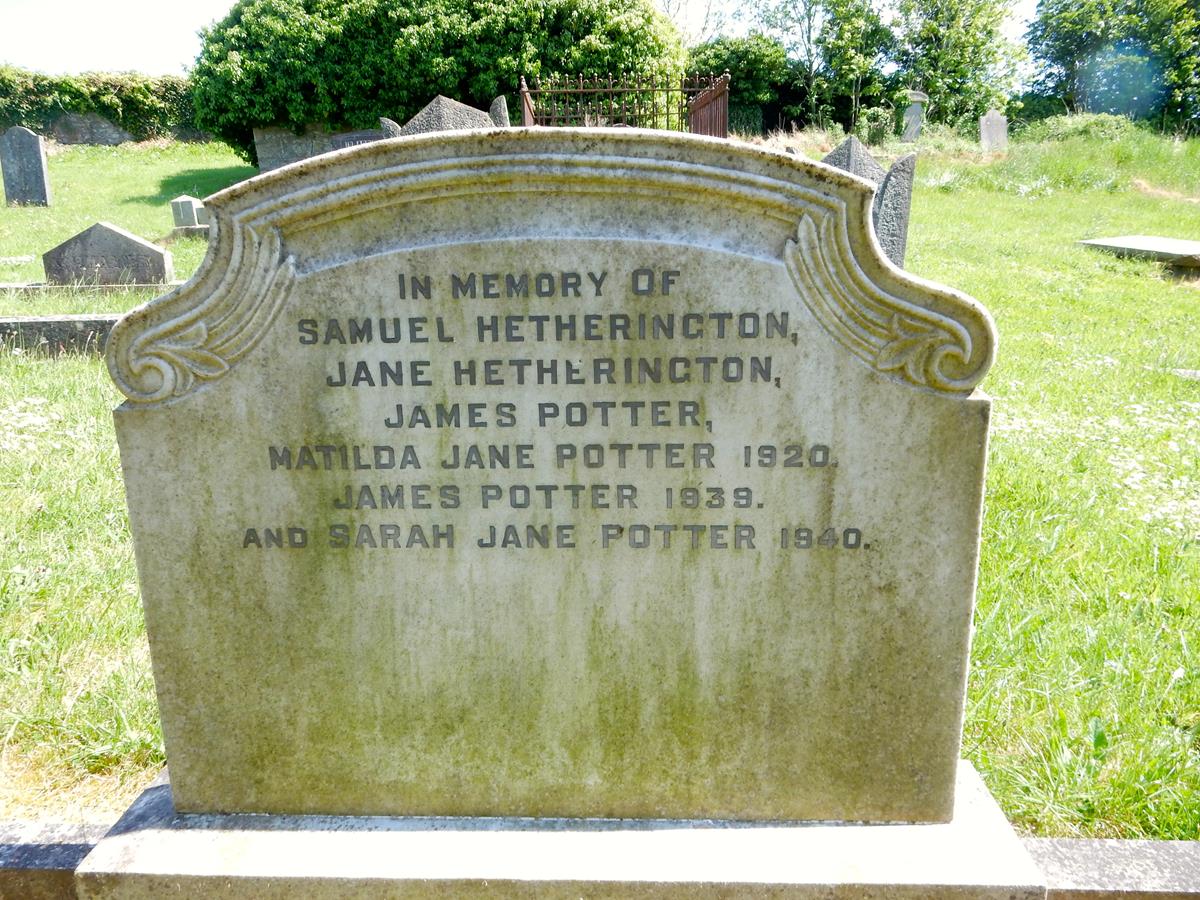 IN MEMORY OF
SAMUEL HETHERINGTON,
JANE HETHERINGTON,
JAMES POTTER,
MATILDA JANE POTTER 1920.
JAMES POTTER 1939.
AND SARAH JANE POTTER 1940.